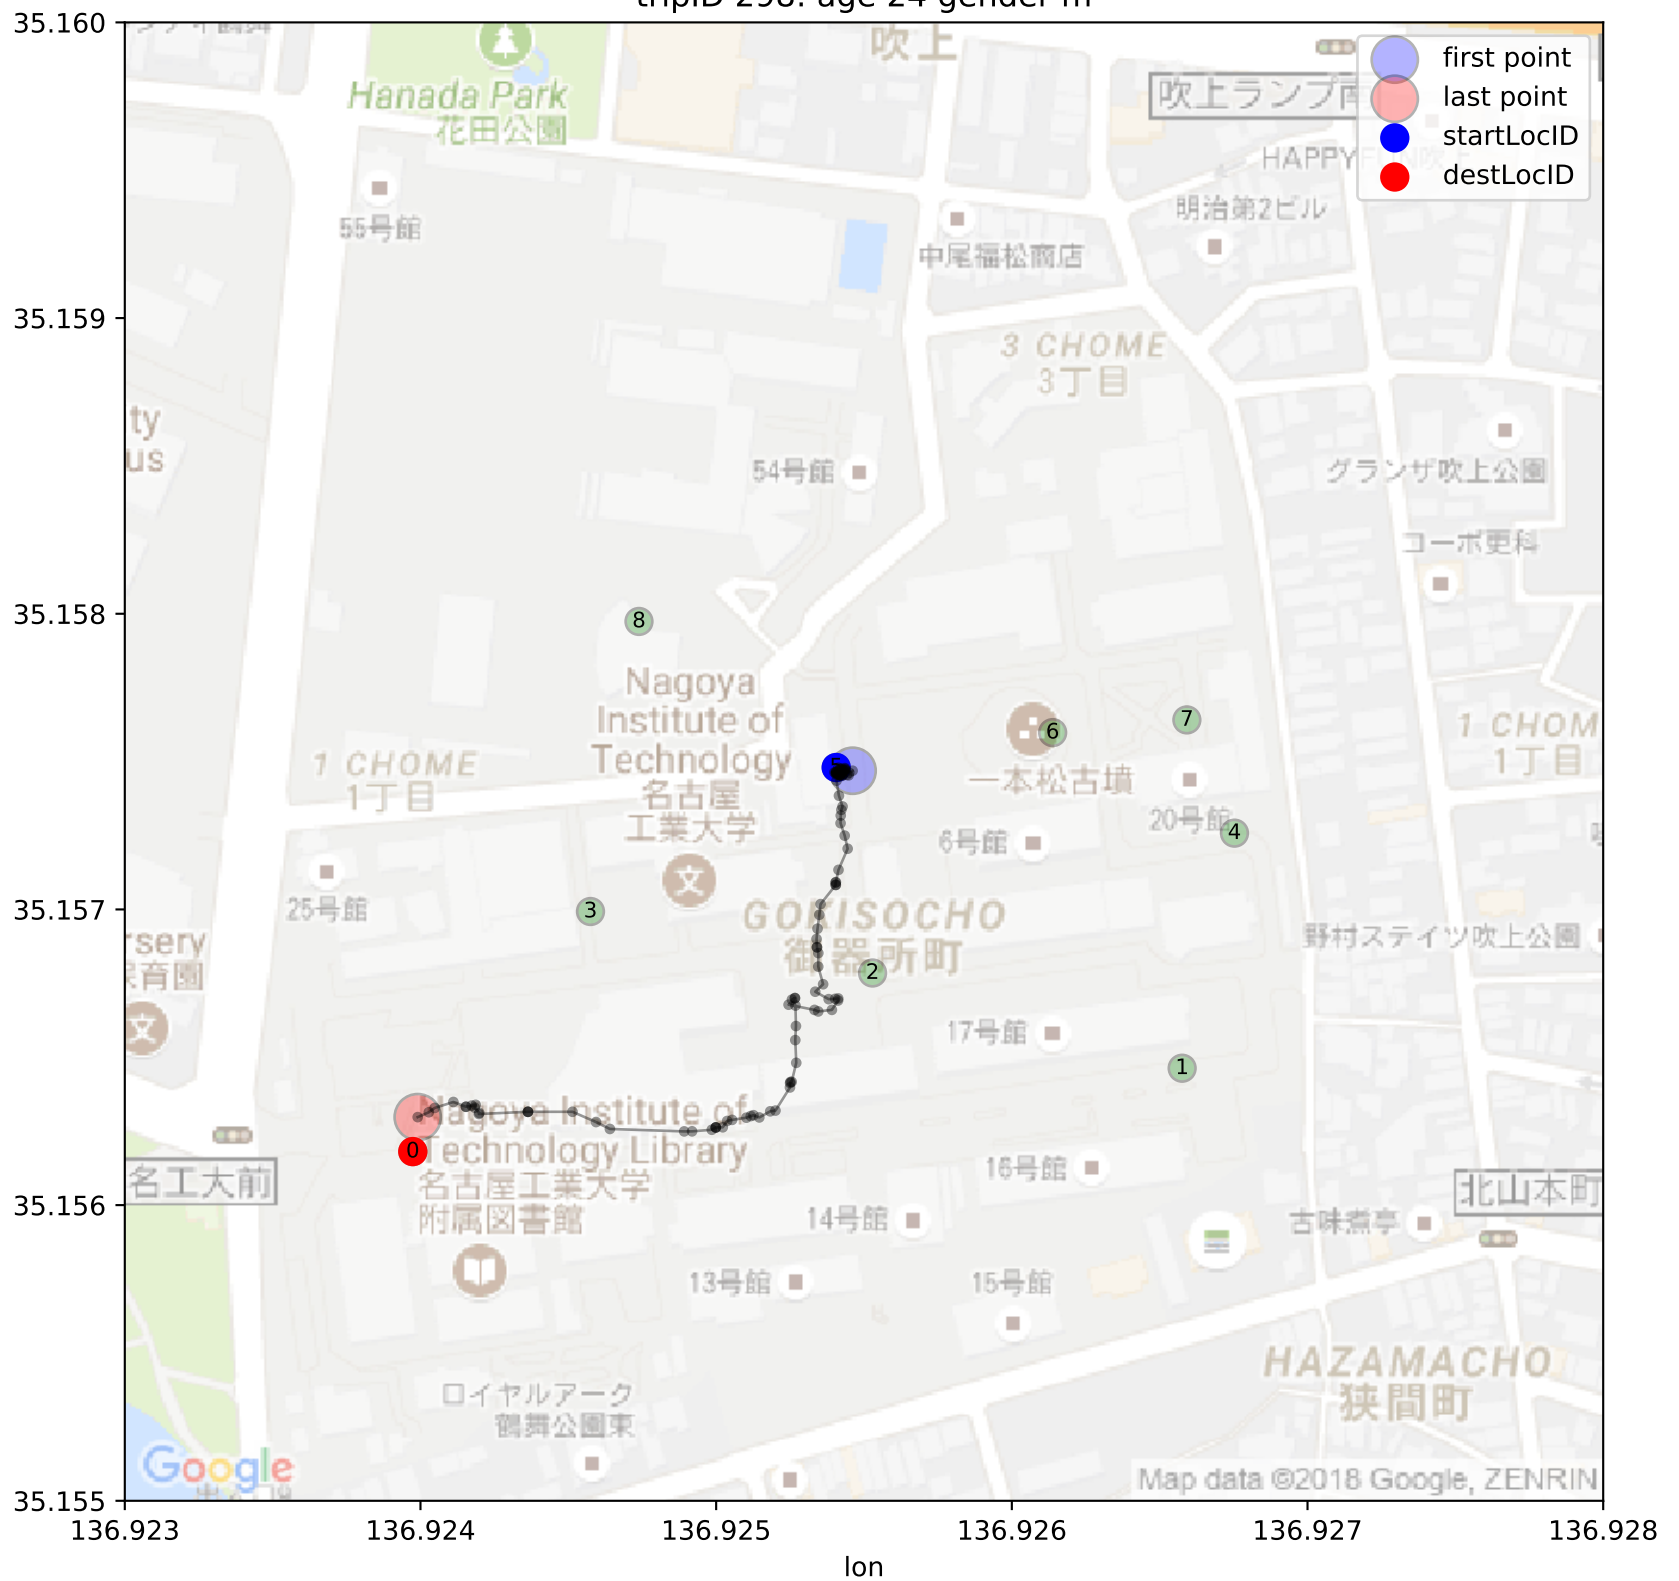 tripID 298: age 24 gender m
35.160
35.159
35.158
35.157
35.156
35.155
136.923
136.924
136.925
136.926
136.927
136.928
lon
first point
last point
startLocID
destLocID
吹上
吹上ランプ南
Hanada Park
花田公園
55号館
HAPPY
明治第2ビル
中尾福松商店
3 CHOME
3丁目
ty
us
54号館
グランザ吹上公園
コーポ更科
8
Nagoya
Institute of
Technology
名古屋
工業大学
7
6
5
一本松古墳
1 CHOM
1丁目
1 CHOME
1丁目
20号館
4
6号館
25号館
3
GOKISOCHO
御器所町
2
野村ステイツ吹上公園
rsery
保育園
17号館
1
Nagoya Institute of
Technology Library
名古屋工業大学
附属図書館
0
名工大前
16号館
北山本町
14号館
古味煮亭
13号館
15号館
HAZAMACHO
狭間町
ロイヤルアーク
鶴舞公園東
Google
Map data ©2018 Google, ZENRIN